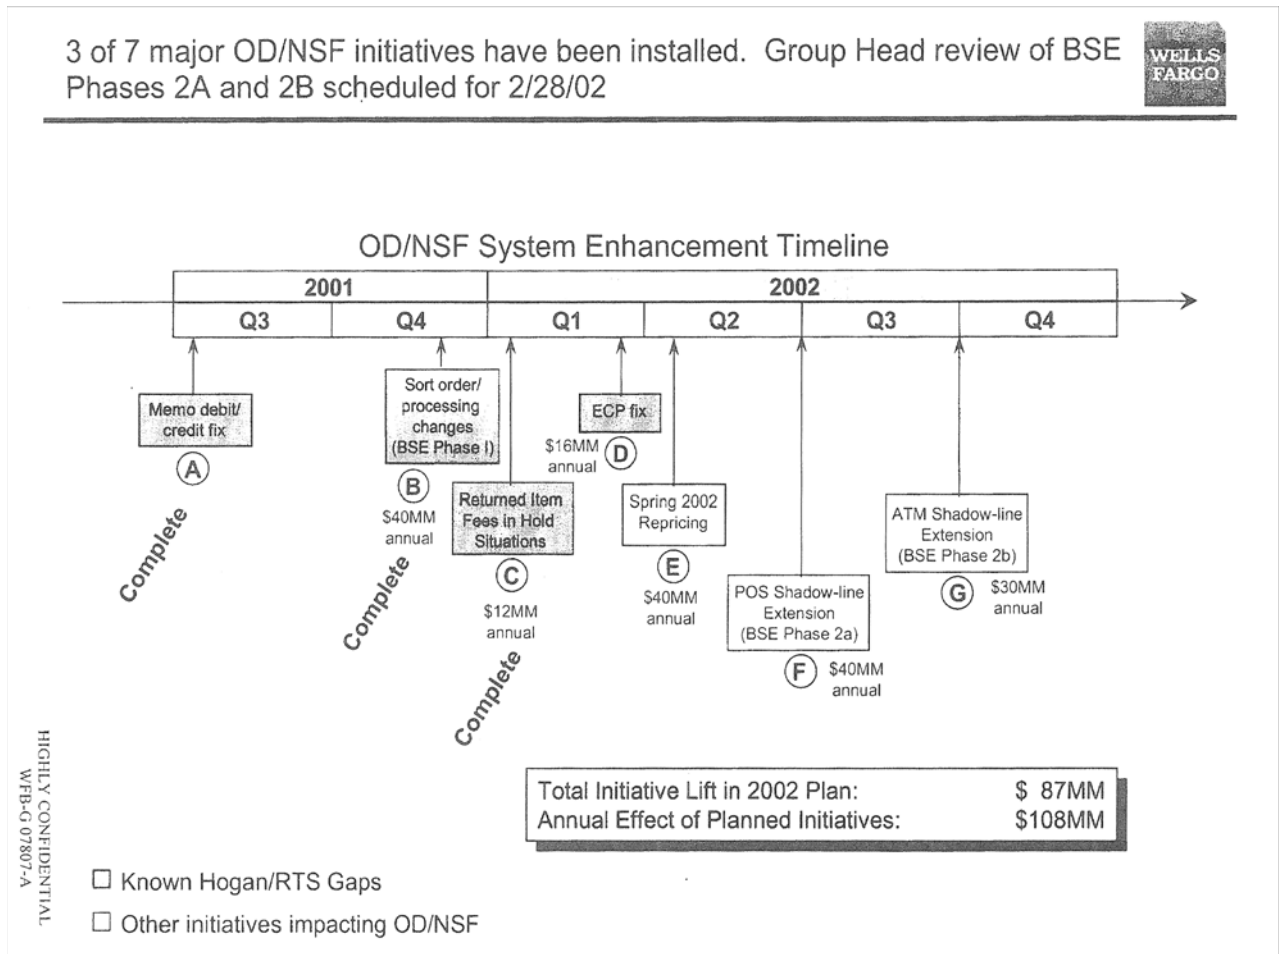 3 of 7 major OD/NSF initiatives have been installed.  Group Head review of BSE
Phases 2A and 2B scheduled for 2/28/02
WELLS
FARGO
OD/NSF System Enhancement Timeline
2001
2002
Q3
Q4
Q1
Q2
Q3
Q4
Memo debit/
credit fix
A
Complete
Sort order/
processing
changes
(BSE Phase I)
B
$40MM
annual
Complete
Returned Item
Fees in Hold
Situations
C
$12MM
annual
Complete
ECP fix
$16MM
annual
D
Spring 2002
Repricing
E
$40MM
annual
POS Shadow-line
Extension
(BSE Phase 2a)
F
$40MM
annual
ATM Shadow-line
Extension
(BSE Phase 2b)
G
$30MM
annual
Total Initiative Lift in 2002 Plan: $ 87MM
Annual Effect of Planned Initiatives: $108MM
Known Hogan/RTS Gaps
Other initiatives impacting OD/NSF
HIGHLY CONFIDENTIAL
WFB-G 07807-A